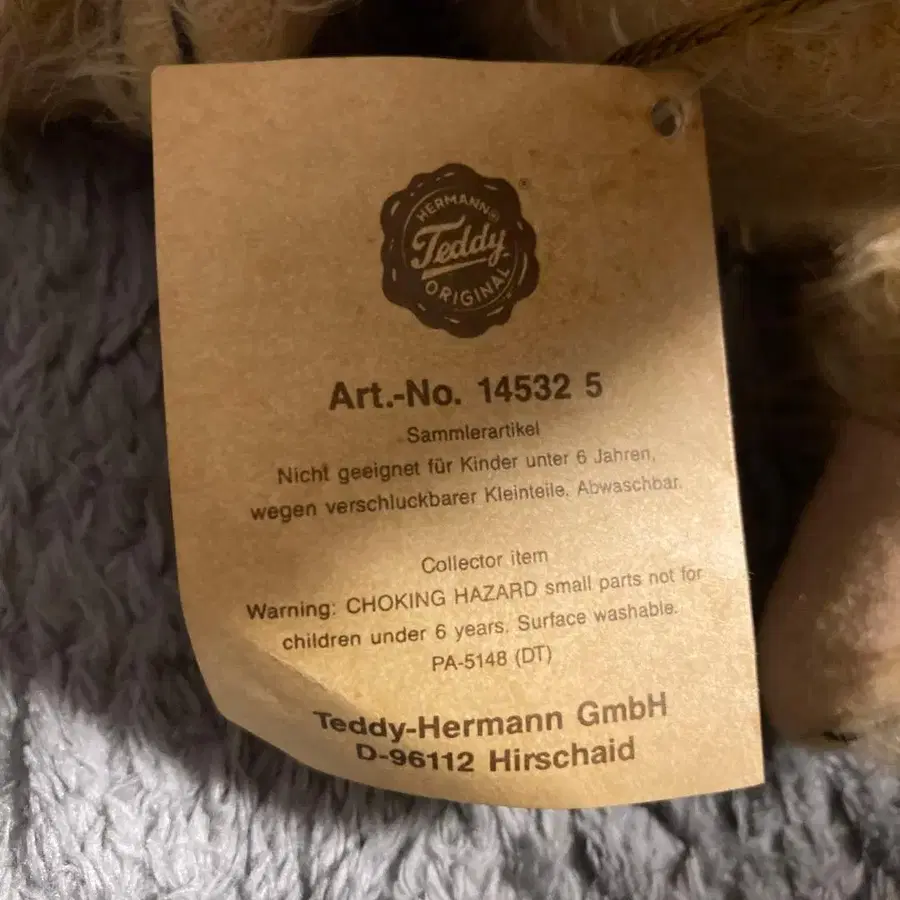 HERMANN®
Teddy
ORIGINAL
®
Art.-No. 14532 5
Sammlerartikel
Nicht geeignet für Kinder unter 6 Jahren,
wegen verschluckbarer Kleinteile. Abwaschbar.
Collector item
Warning: CHOKING HAZARD small parts not for
children under 6 years. Surface washable.
PA-5148 (DT)
Teddy-Hermann GmbH
D-96112 Hirschaid